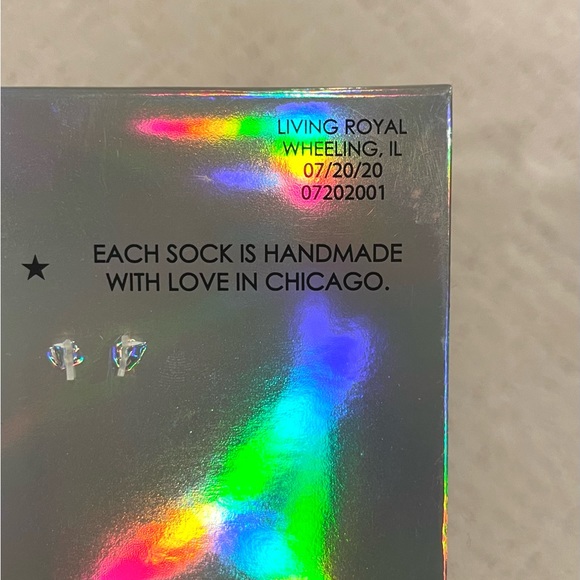 LIVING ROYAL
WHEELING, IL
07/20/20
07202001
EACH SOCK IS HANDMADE
WITH LOVE IN CHICAGO.